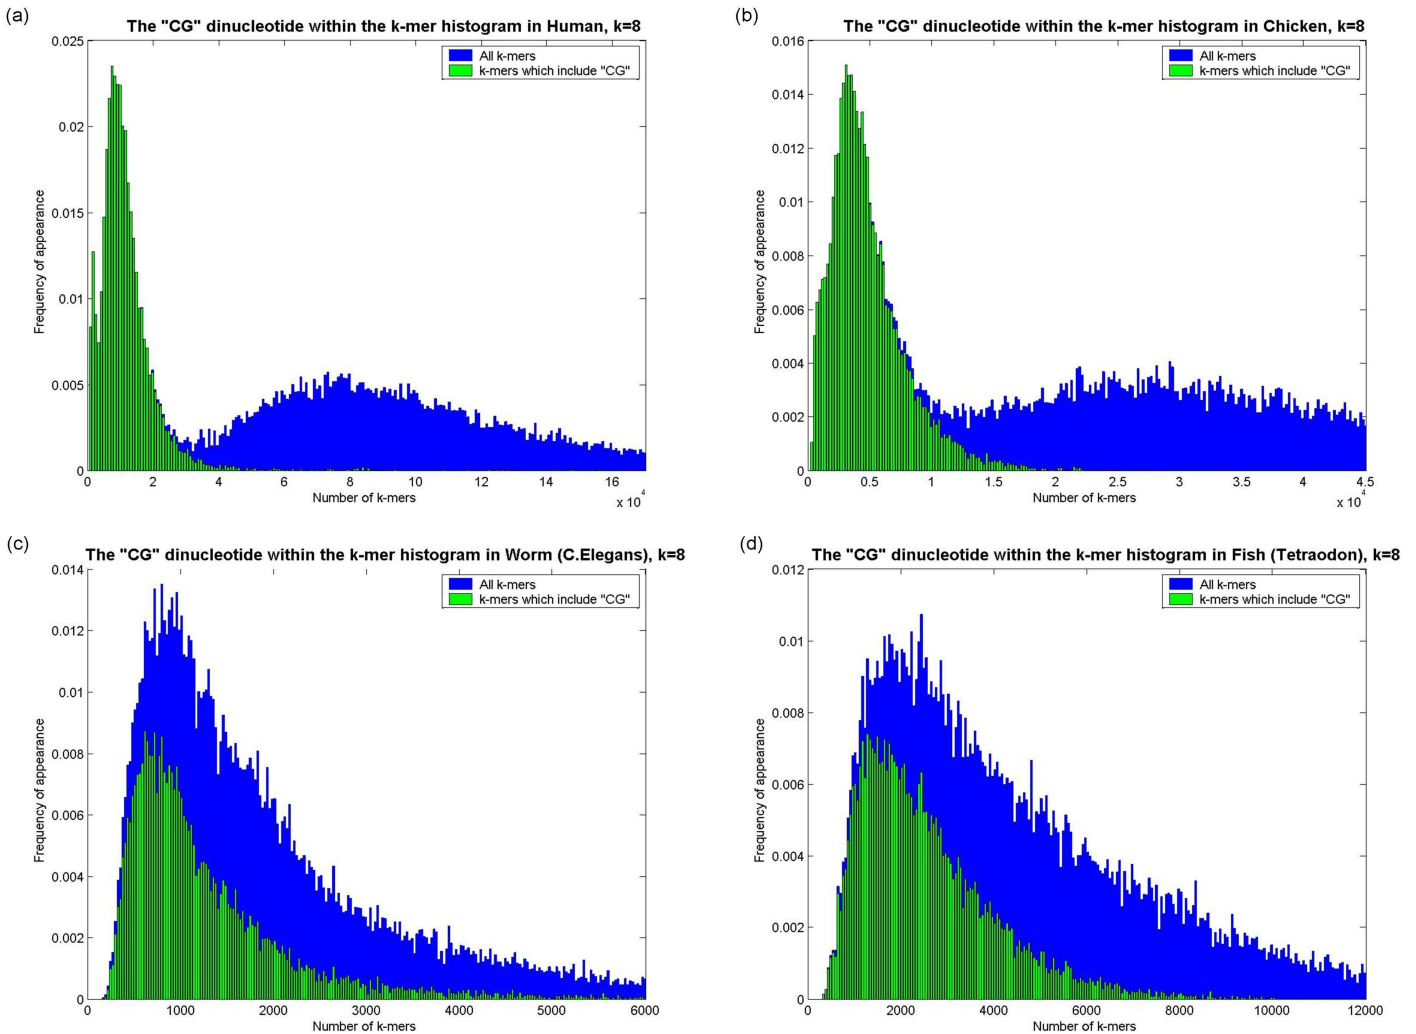 (a)
The "CG" dinucleotide within the k-mer histogram in Human, k=8
All k-mers
k-mers which include "CG"
Frequency of appearance
0.025
0.02
0.015
0.01
0.005
0
0 2 4 6 8 10 12 14 16
Number of k-mers
x 10^4
(b)
The "CG" dinucleotide within the k-mer histogram in Chicken, k=8
All k-mers
k-mers which include "CG"
Frequency of appearance
0.016
0.014
0.012
0.01
0.008
0.006
0.004
0.002
0
0 0.5 1 1.5 2 2.5 3 3.5 4 4.5
Number of k-mers
x 10^4
(c)
The "CG" dinucleotide within the k-mer histogram in Worm (C.Elegans), k=8
All k-mers
k-mers which include "CG"
Frequency of appearance
0.014
0.012
0.01
0.008
0.006
0.004
0.002
0
0 1000 2000 3000 4000 5000 6000
Number of k-mers
(d)
The "CG" dinucleotide within the k-mer histogram in Fish (Tetraodon), k=8
All k-mers
k-mers which include "CG"
Frequency of appearance
0.012
0.01
0.008
0.006
0.004
0.002
0
0 2000 4000 6000 8000 10000 12000
Number of k-mers